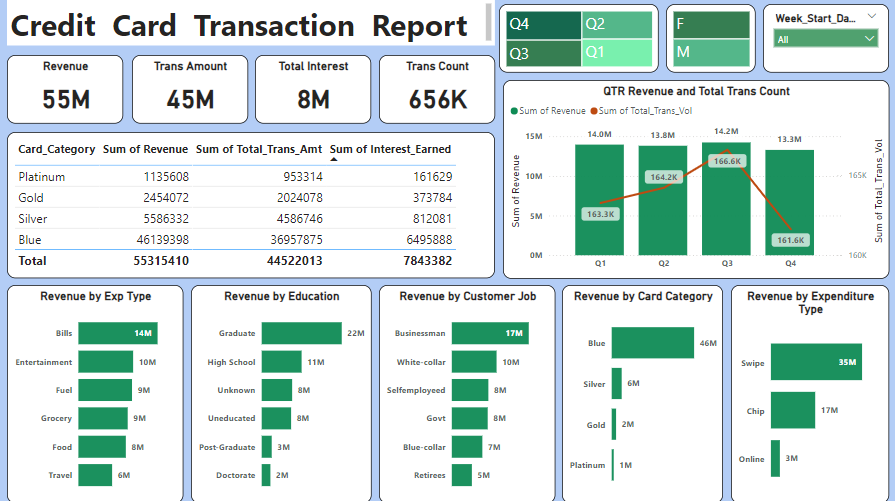 Credit Card Transaction Report
Q4
Q2
Q3
Q1
F
M
Week_Start_Da...
All
Revenue
55M
Trans Amount
45M
Total Interest
8M
Trans Count
656K
Card_Category Sum of Revenue Sum of Total_Trans_Amt Sum of Interest_Earned
Platinum 1135608 953314 161629
Gold 2454072 2024078 373784
Silver 5586332 4586746 812081
Blue 46139398 36957875 6495888
Total 55315410 44522013 7843382
QTR Revenue and Total Trans Count
Sum of Revenue Sum of Total_Trans_Vol
Sum of Revenue
15M
10M
5M
0M
14.0M
13.8M
14.2M
13.3M
163.3K
164.2K
166.6K
161.6K
Q1
Q2
Q3
Q4
165K
160K
Sum of Total_Trans_Vol
Revenue by Exp Type
Bills 14M
Entertainment 10M
Fuel 9M
Grocery 9M
Food 8M
Travel 6M
Revenue by Education
Graduate 22M
High School 11M
Unknown 8M
Uneducated 8M
Post-Graduate 3M
Doctorate 2M
Revenue by Customer Job
Businessman 17M
White-collar 10M
Selfemployeed 8M
Govt 8M
Blue-collar 7M
Retirees 5M
Revenue by Card Category
Blue 46M
Silver 6M
Gold 2M
Platinum 1M
Revenue by Expenditure
Type
Swipe 35M
Chip 17M
Online 3M